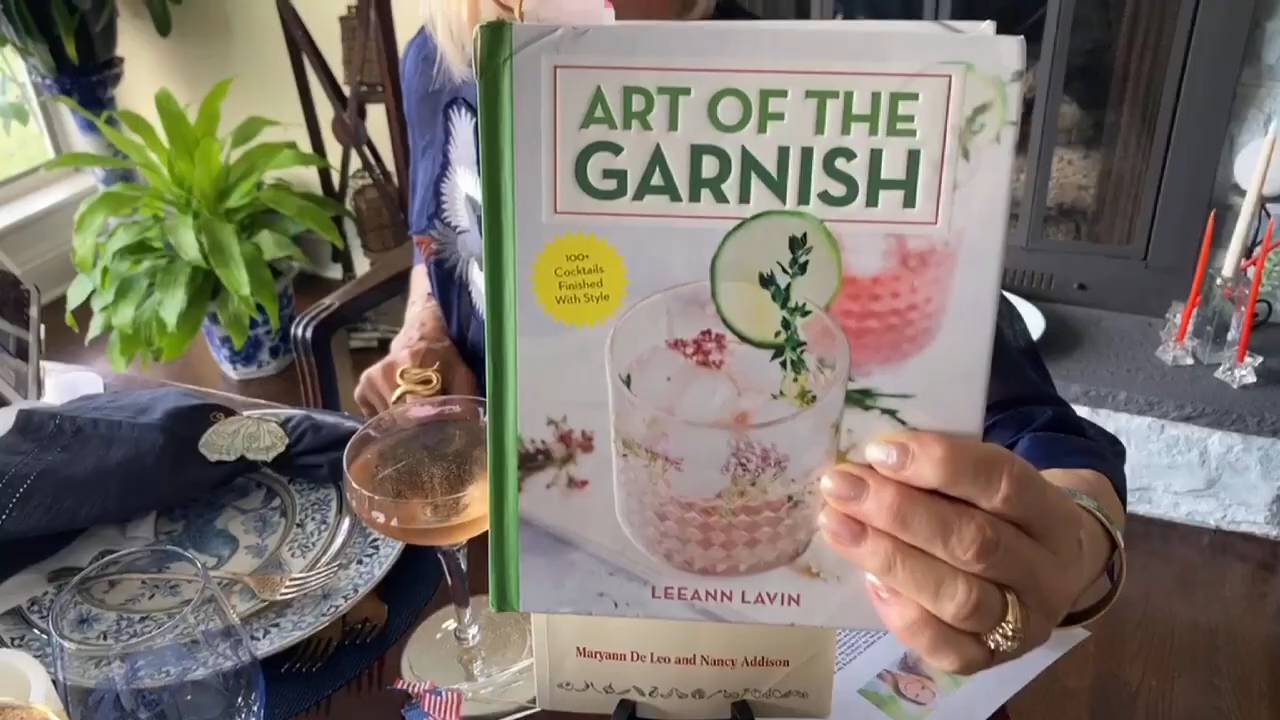 ART OF THE
GARNISH
100+
Cocktails
Finished
With Style
LEEANN LAVIN
Maryann De Leo and Nancy Addison